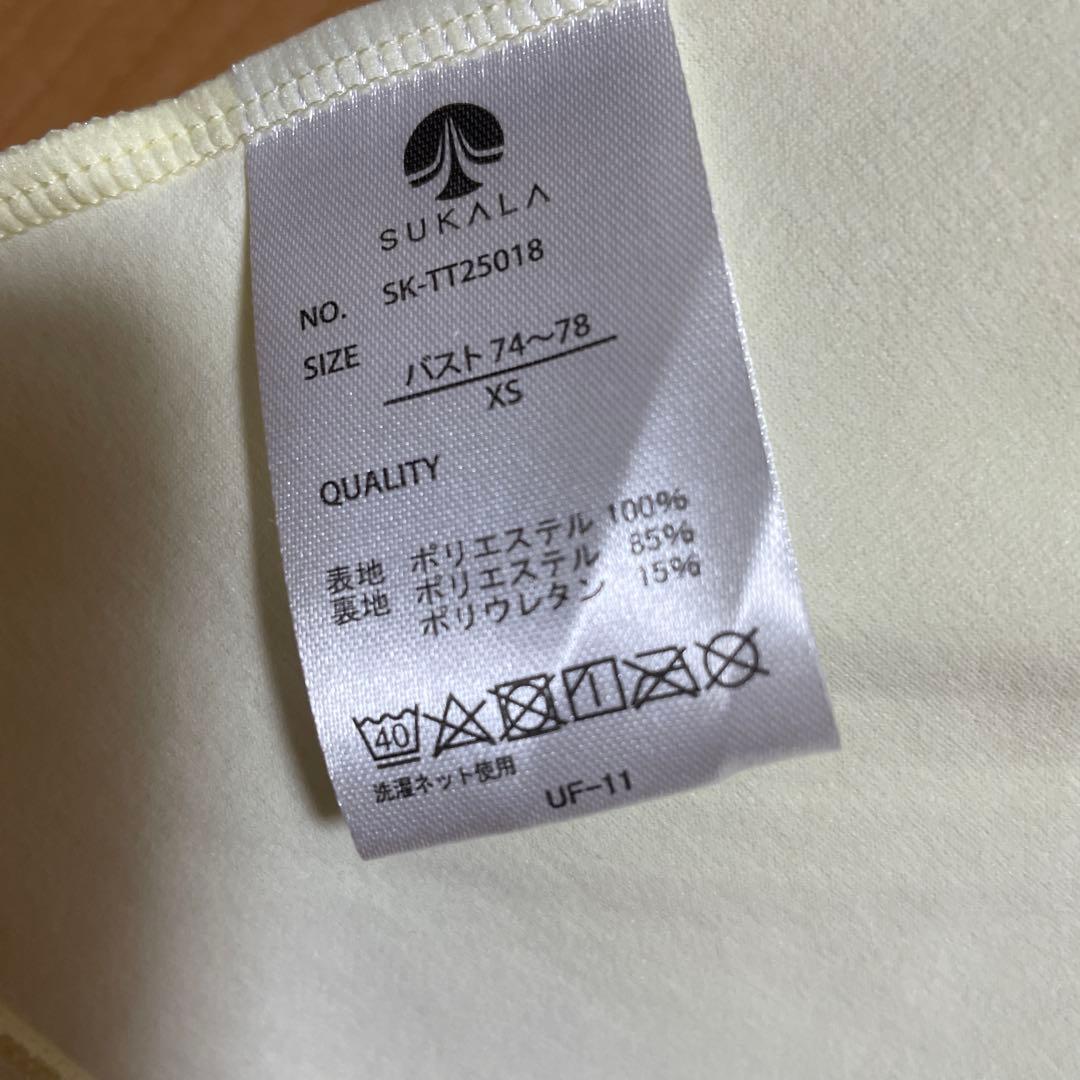 SUKALA
NO. SK-TT25018
SIZE バスト 74〜78
XS
QUALITY
表地 ポリエステル 100%
裏地 ポリエステル 85%
ポリウレタン 15%
40
洗濯ネット使用
UF-11